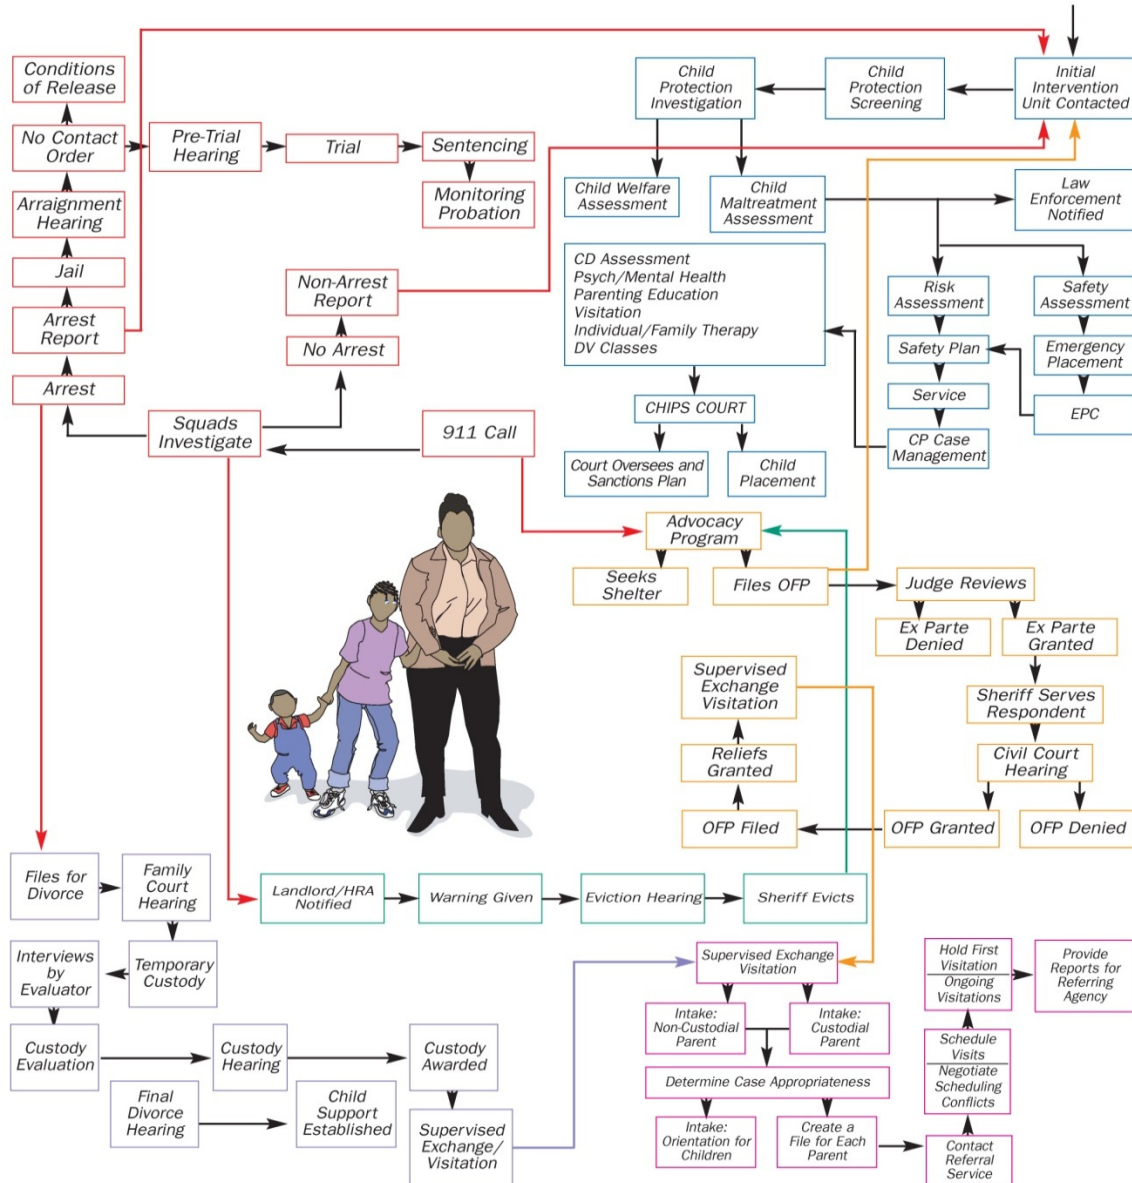 Conditions
of Release
No Contact
Order
Arraignment
Hearing
Jail
Arrest
Report
Arrest
Pre-Trial
Hearing
Trial
Sentencing
Monitoring
Probation
Non-Arrest
Report
No Arrest
Squads
Investigate
911 Call
Child
Protection
Investigation
Child
Protection
Screening
Initial
Intervention
Unit Contacted
Child Welfare
Assessment
Child
Maltreatment
Assessment
Law
Enforcement
Notified
CD Assessment
Psych/Mental Health
Parenting Education
Visitation
Individual/Family Therapy
DV Classes
Risk
Assessment
Safety
Assessment
Safety Plan
Emergency
Placement
Service
EPC
CP Case
Management
CHIPS COURT
Court Oversees and
Sanctions Plan
Child
Placement
Advocacy
Program
Seeks
Shelter
Files OFP
Judge Reviews
Ex Parte
Denied
Ex Parte
Granted
Sheriff Serves
Respondent
Civil Court
Hearing
OFP Granted
OFP Denied
OFP Filed
Reliefs
Granted
Supervised
Exchange
Visitation
Landlord/HRA
Notified
Warning Given
Eviction Hearing
Sheriff Evicts
Files for
Divorce
Family
Court
Hearing
Temporary
Custody
Interviews
by
Evaluator
Custody
Evaluation
Custody
Hearing
Custody
Awarded
Final
Divorce
Hearing
Child
Support
Established
Supervised
Exchange/
Visitation
Supervised Exchange
Visitation
Intake:
Non-Custodial
Parent
Intake:
Custodial
Parent
Determine Case Appropriateness
Intake:
Orientation for
Children
Create a
File for Each
Parent
Contact
Referral
Service
Schedule
Visits
Negotiate
Scheduling
Conflicts
Hold First
Visitation
Ongoing
Visitations
Provide
Reports for
Referring
Agency